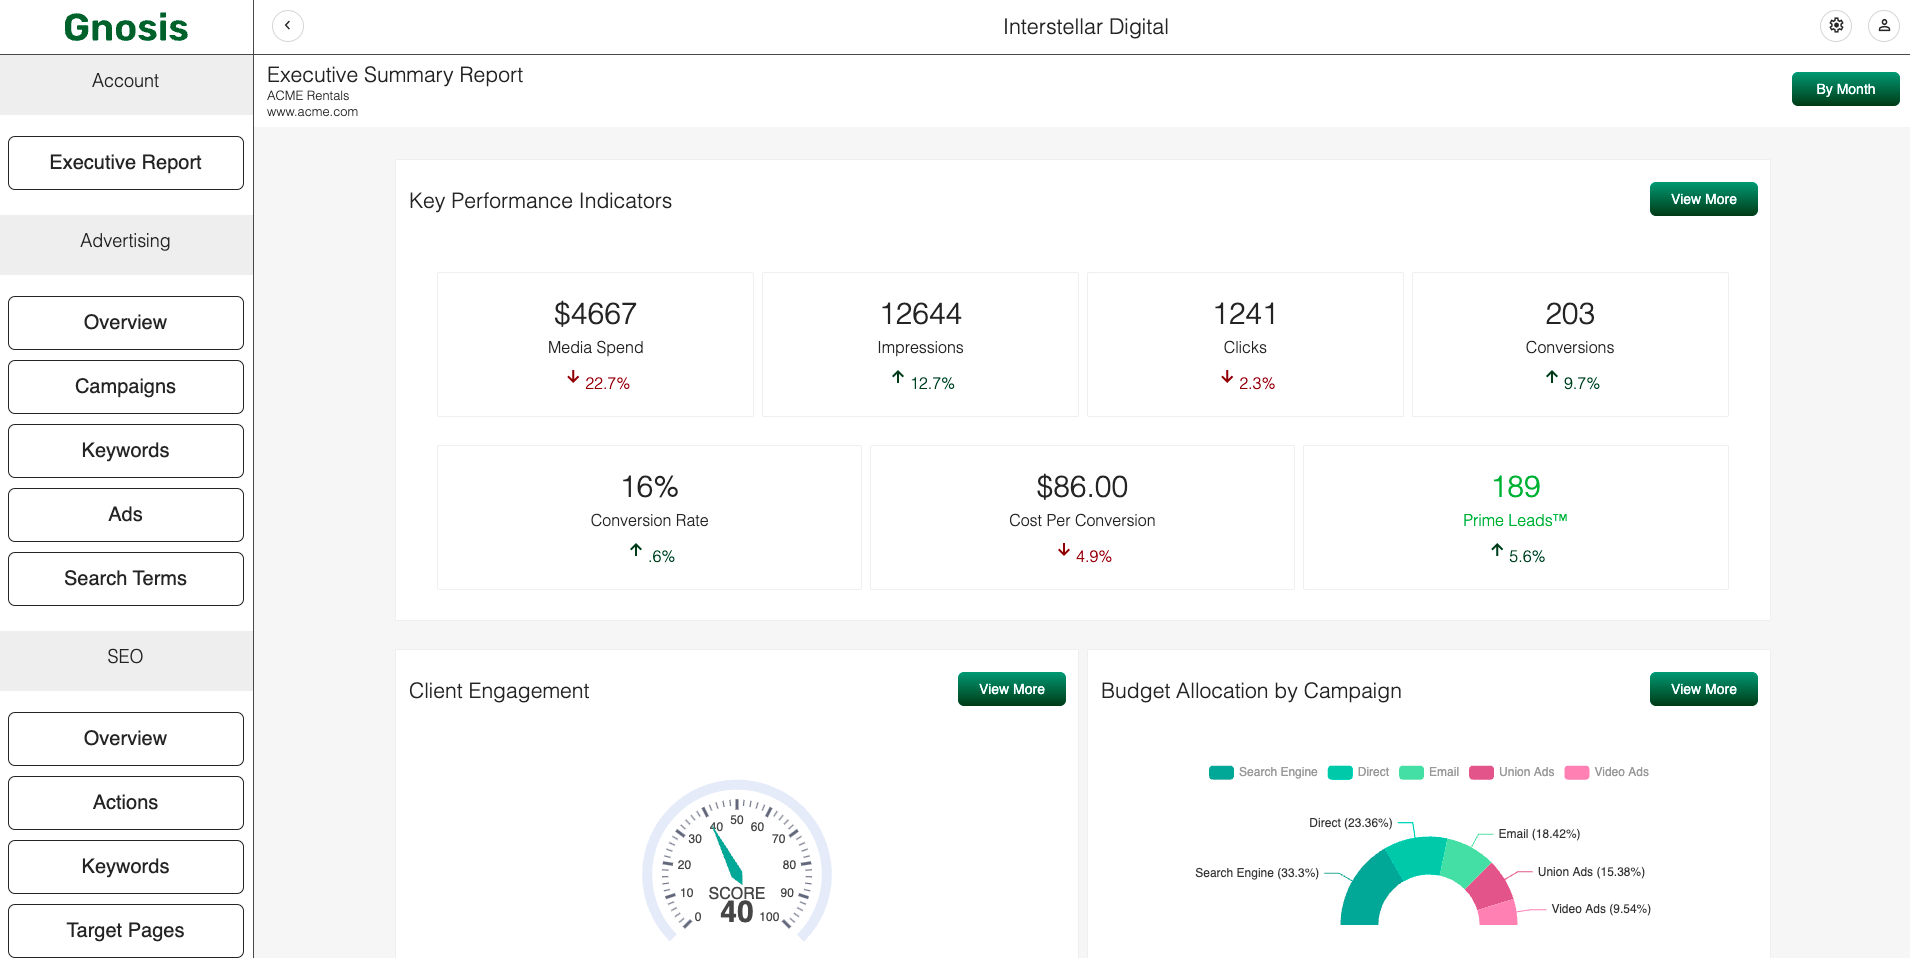 Gnosis
Interstellar Digital
Account
Executive Report
Advertising
Overview
Campaigns
Keywords
Ads
Search Terms
SEO
Overview
Actions
Keywords
Target Pages
Executive Summary Report
ACME Rentals
www.acme.com
By Month
Key Performance Indicators
View More
$4667
Media Spend
22.7%
12644
Impressions
12.7%
1241
Clicks
2.3%
203
Conversions
9.7%
16%
Conversion Rate
.6%
$86.00
Cost Per Conversion
4.9%
189
Prime Leads™
5.6%
Client Engagement
View More
0
10
20
30
40
50
60
70
80
90
100
SCORE
40
Budget Allocation by Campaign
View More
Search Engine Direct Email Union Ads Video Ads
Direct (23.36%)
Email (18.42%)
Search Engine (33.3%)
Union Ads (15.38%)
Video Ads (9.54%)